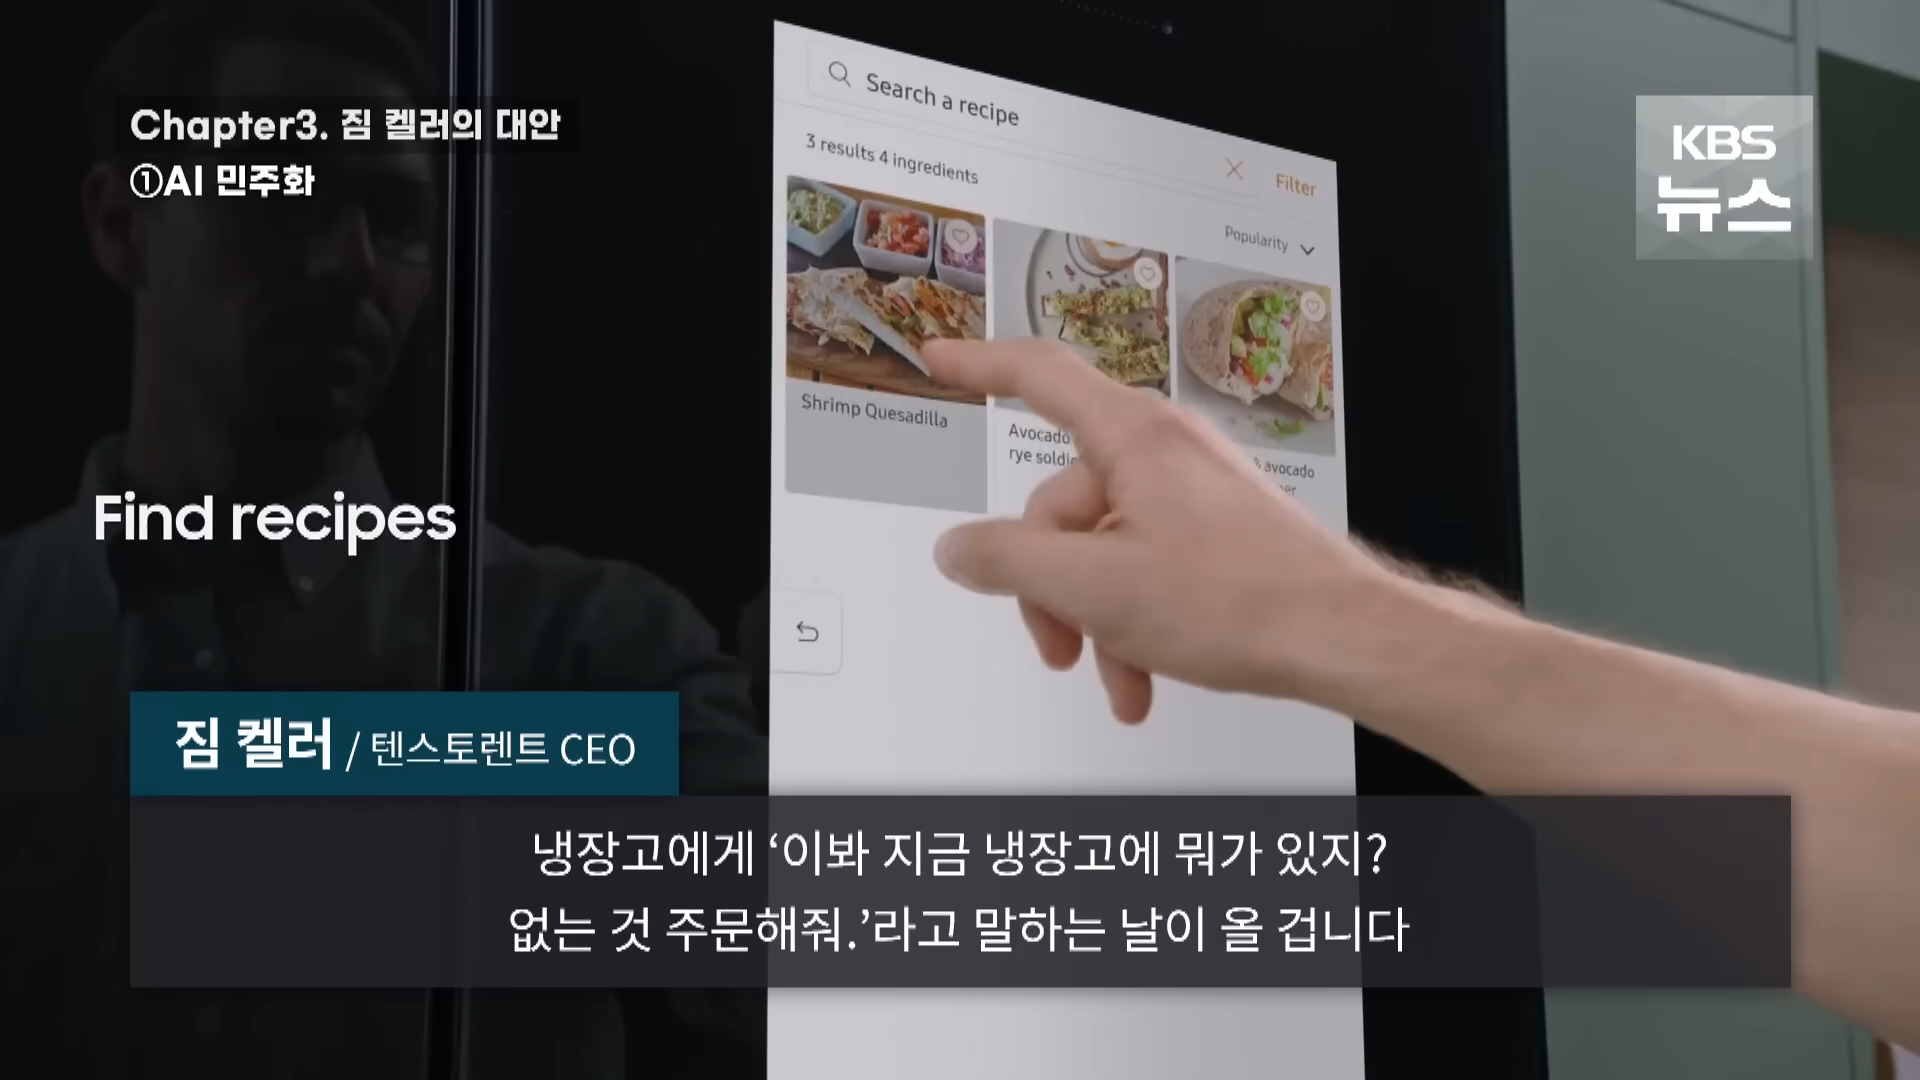 Chapter3. 짐 켈러의 대안
①AI 민주화
KBS
뉴스
Search a recipe
3 results 4 ingredients
Filter
Popularity
Shrimp Quesadilla
Avocado
rye
& avocado
Find recipes
짐 켈러 / 텐스토렌트 CEO
냉장고에게 ‘이봐 지금 냉장고에 뭐가 있지?
없는 것 주문해줘.’라고 말하는 날이 올 겁니다